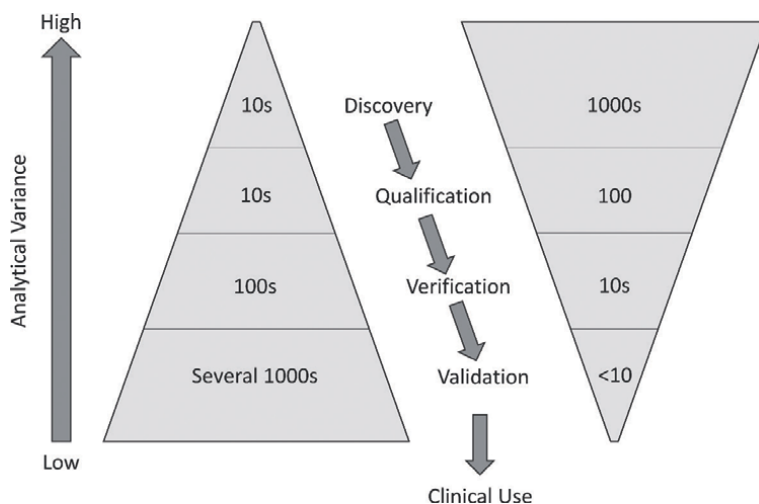 High
Analytical Variance
Low
10s
10s
100s
Several 1000s
Discovery
Qualification
Verification
Validation
Clinical Use
1000s
100
10s
<10